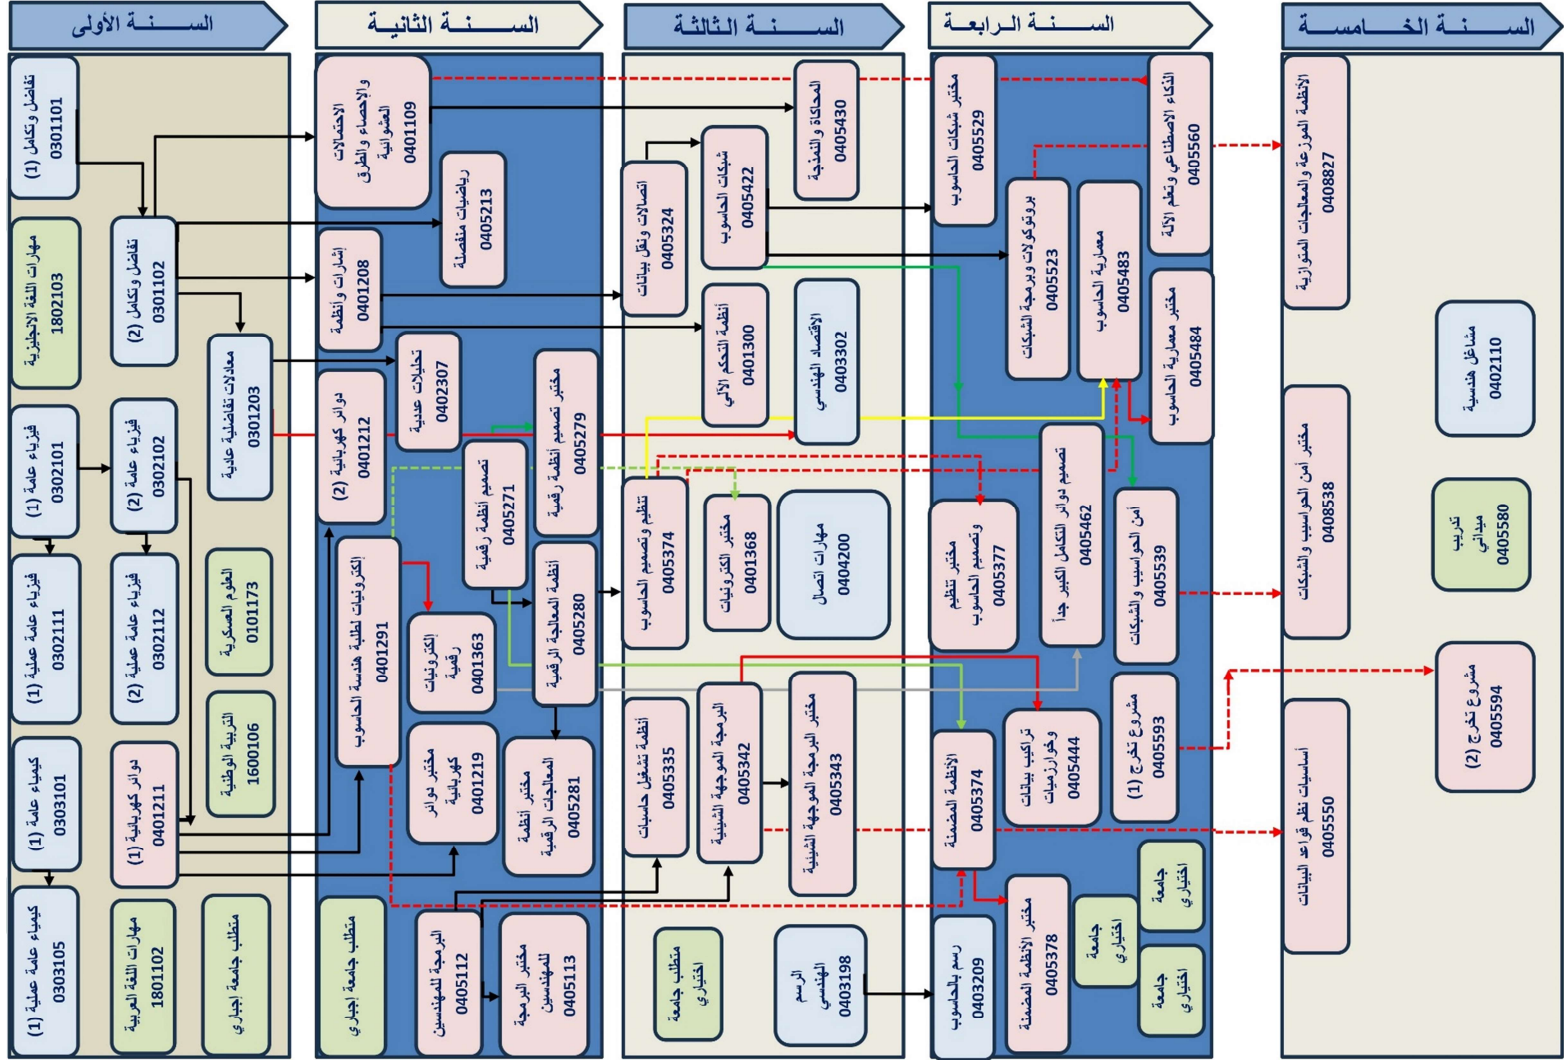 السنة الأولى
السنة الثانية
السنة الثالثة
السنة الرابعة
السنة الخامسة
تفاضل وتكامل (1)
0301101
مهارات اللغة الانجليزية
1802103
فيزياء عامة (1)
0302101
فيزياء عامة عملية (1)
0302111
كيمياء عامة (1)
0303101
كيمياء عامة عملية (1)
0303105
تفاضل وتكامل (2)
0301102
فيزياء عامة (2)
0302102
فيزياء عامة عملية (2)
0302112
دوائر كهربائية (1)
0401211
مهارات اللغة العربية
1801102
معادلات تفاضلية عادية
0301203
العلوم العسكرية
0101173
التربية الوطنية
1600106
متطلب جامعة اجباري
الاحتمالات
والإحصاء والطرق
العشوائية
0401109
إشارات وأنظمة
0401208
دوائر كهربائية (2)
0401212
إلكترونيات لطلبة هندسة الحاسوب
0401291
متطلب جامعة اجباري
رياضيات منفصلة
0405213
تحليلات عددية
0402307
تصميم أنظمة رقمية
0405271
إلكترونيات
رقمية
0401363
مختبر دوائر
كهربائية
0401219
البرمجة للمهندسين
0405112
مختبر تصميم أنظمة رقمية
0405279
أنظمة المعالجة الرقمية
0405280
مختبر أنظمة
المعالجات الرقمية
0405281
مختبر البرمجة
للمهندسين
0405113
اتصالات ونقل بيانات
0405324
تنظيم وتصميم الحاسوب
0405374
أنظمة تشغيل حاسبات
0405335
متطلب جامعة
اختياري
شبكات الحاسوب
0405422
أنظمة التحكم الآلي
0401300
مختبر الكترونيات
0401368
البرمجة الموجهة الشيئية
0405342
المحاكاة والنمذجة
0405430
الاقتصاد الهندسي
0403302
مهارات اتصال
0404200
مختبر البرمجة الموجهة الشيئية
0405343
الرسم
الهندسي
0403198
مختبر شبكات الحاسوب
0405529
مختبر تنظيم
وتصميم الحاسوب
0405377
الأنظمة المضمنة
0405374
رسم بالحاسوب
0403209
بروتوكولات وبرمجة الشبكات
0405523
تصميم دوائر التكامل الكبير جداً
0405462
تراكيب بيانات
وخوارزميات
0405444
مختبر الأنظمة المضمنة
0405378
معمارية الحاسوب
0405483
أمن الحواسيب والشبكات
0405539
مشروع تخرج (1)
0405593
الذكاء الاصطناعي وتعلم الآلة
0405560
مختبر معمارية الحاسوب
0405484
جامعة
اختياري
جامعة
اختياري
جامعة
اختياري
الأنظمة الموزعة والمعالجات المتوازية
0408827
مختبر أمن الحواسيب والشبكات
0408538
أساسيات نظم قواعد البيانات
0405550
مشاغل هندسية
0402110
تدريب
ميداني
0405580
مشروع تخرج (2)
0405594